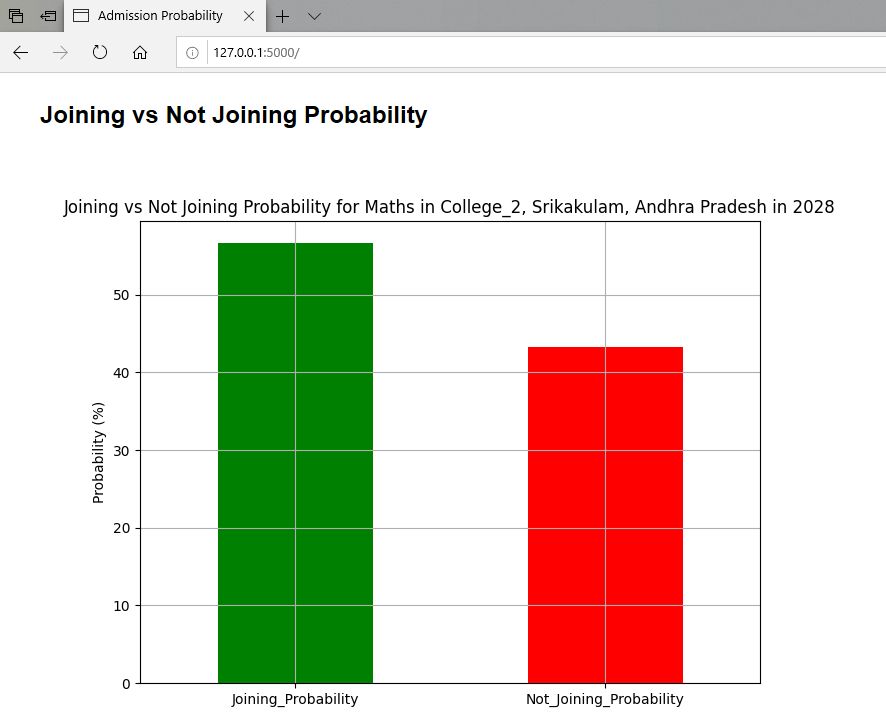 Admission Probability
127.0.0.1:5000/
Joining vs Not Joining Probability
Joining vs Not Joining Probability for Maths in College_2, Srikakulam, Andhra Pradesh in 2028
Probability (%)
50
40
30
20
10
0
Joining_Probability
Not_Joining_Probability